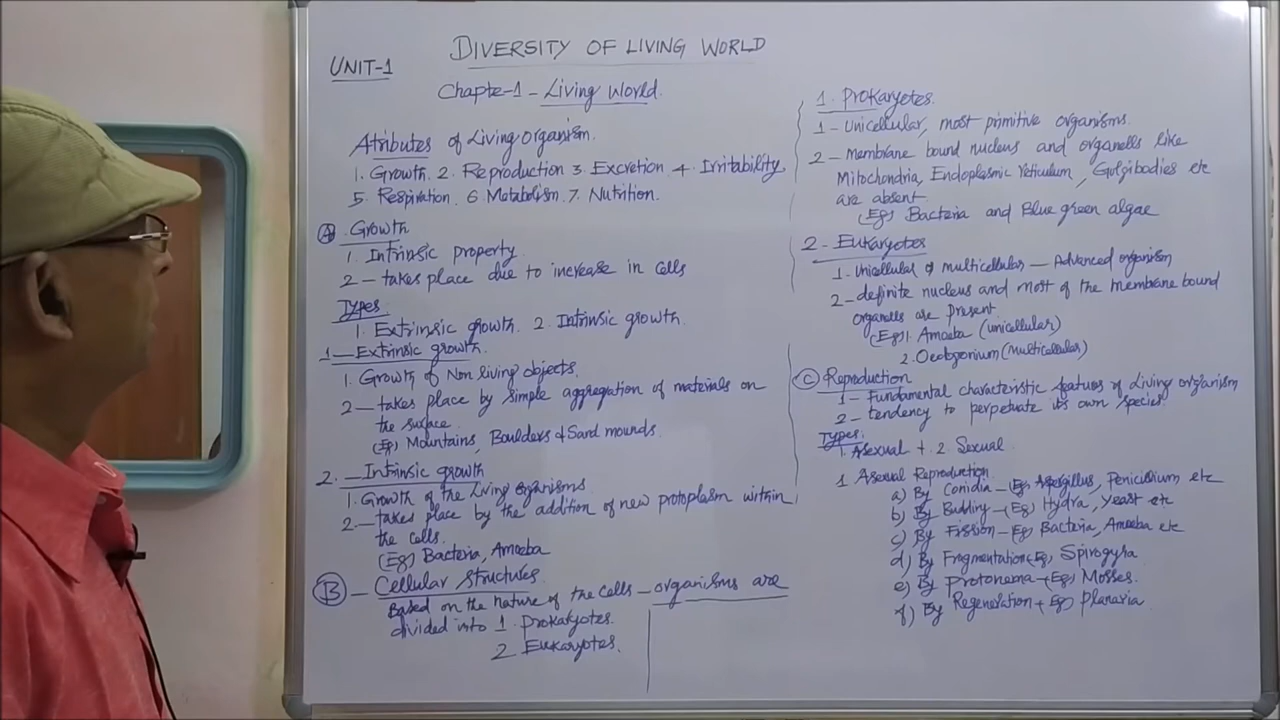 UNIT-1
DIVERSITY OF LIVING WORLD
Chapte-1 - Living World.
Atributes of Living Organism.
1. Growth 2. Reproduction 3. Excretion 4. Irritability
5. Respiration. 6 Metabolism. 7. Nutrition.
(A). Growth
1. Intrinsic property
2 - takes place due to increase in cells
Types.
1. Extrinsic growth. 2. Intrinsic growth.
1 - Extrinsic growth.
1. Growth of Non living objects.
2 - takes place by simple aggregation of materials on
the surface.
(Eg) Mountains, Boulders & Sand mounds.
2. - Intrinsic growth
1. Growth of the Living organisms.
2. - takes place by the addition of new protoplasm within
the cells.
(Eg) Bacteria, Amoeba
(B) - Cellular structures.
Based on the nature of the cells - organisms are
divided into 1. Prokaryotes.
2 Eukaryotes.
1. Prokaryotes.
1 - Unicellular, most primitive organisms.
2 - Membrane bound nucleus and organells like
Mitochondria, Endoplasmic reticulum, Golgibodies etc
are absent.
(Eg) Bacteria and Blue green algae
2 - Eukaryotes
1 - Unicellular & multicellular - Advanced organism
2 - definite nucleus and most of the membrane bound
organells are present.
(Eg) 1. Amoeba (unicellular)
2. Oedogonium (multicellular)
(C) Reproduction
1 - Fundamental characteristic features of living organism
2 - tendency to perpetuate its own species.
Types.
1. Asexual + 2 Sexual.
1 Asexual Reproduction
a) By Conidia - Eg Aspergillus, Penicillium etc
b) By Budding - (Eg) Hydra, Yeast etc
c) By Fission - (Eg) Bacteria, Amoeba etc
d) By Fragmentation (Eg) Spirogyra
e) By Protonema - (Eg) Mosses.
f) By Regeneration + Eg) Planaria